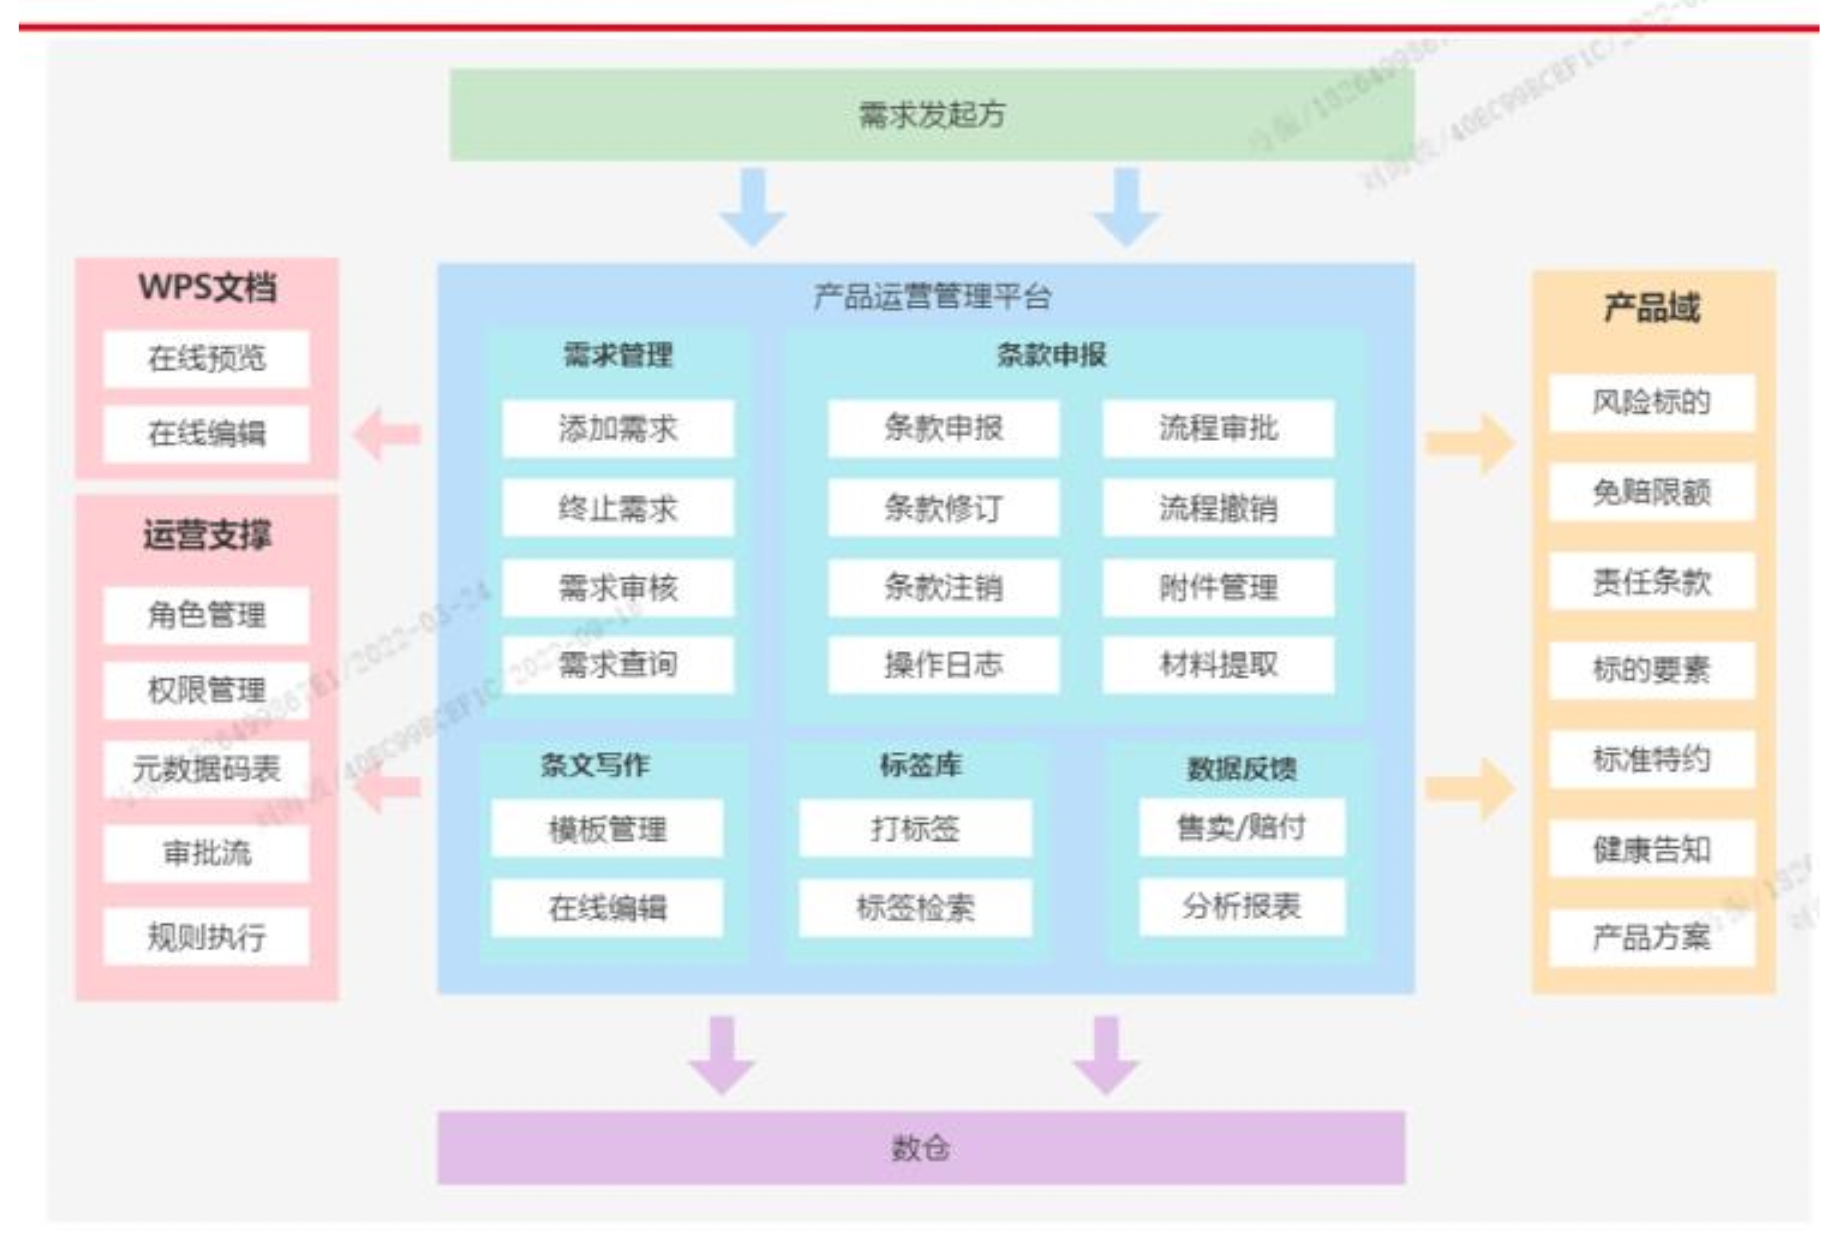 需求发起方
WPS文档
在线预览
在线编辑
运营支撑
角色管理
权限管理
元数据码表
审批流
规则执行
产品运营管理平台
需求管理
添加需求
终止需求
需求审核
需求查询
条款申报
条款申报
流程审批
条款修订
流程撤销
条款注销
附件管理
操作日志
材料提取
条文写作
模板管理
在线编辑
标签库
打标签
标签检索
数据反馈
售卖/赔付
分析报表
产品域
风险标的
免赔限额
责任条款
标的要素
标准特约
健康告知
产品方案
数仓